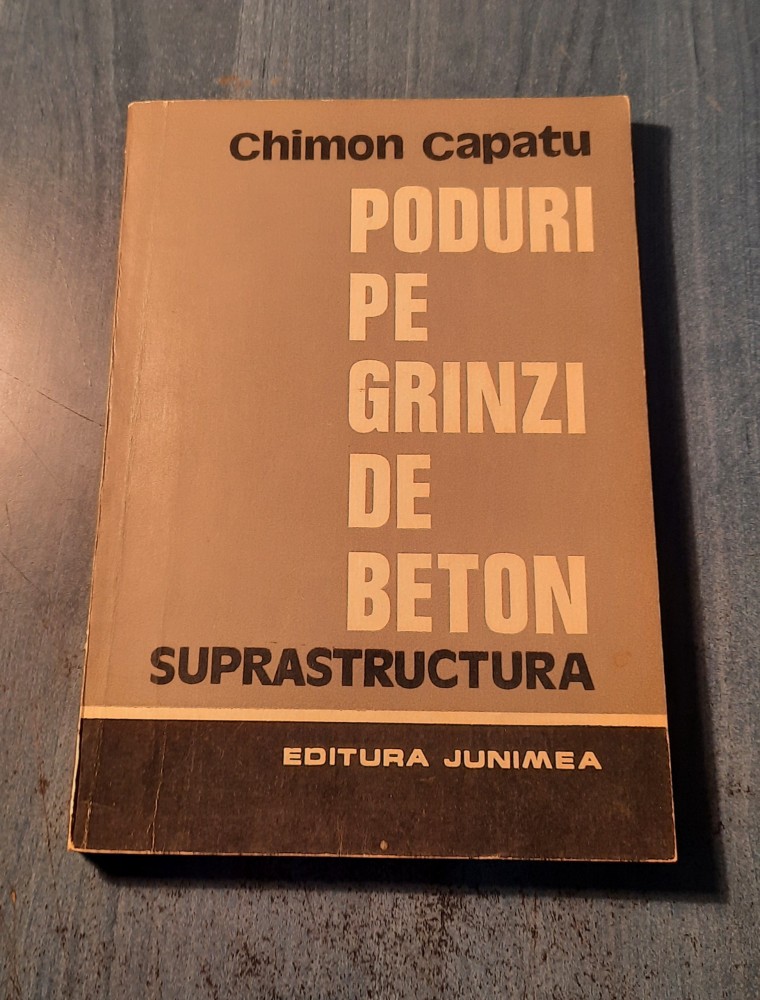 Chimon Capatu
PODURI
PE
GRINZI
DE
BETON
SUPRASTRUCTURA
EDITURA JUNIMEA